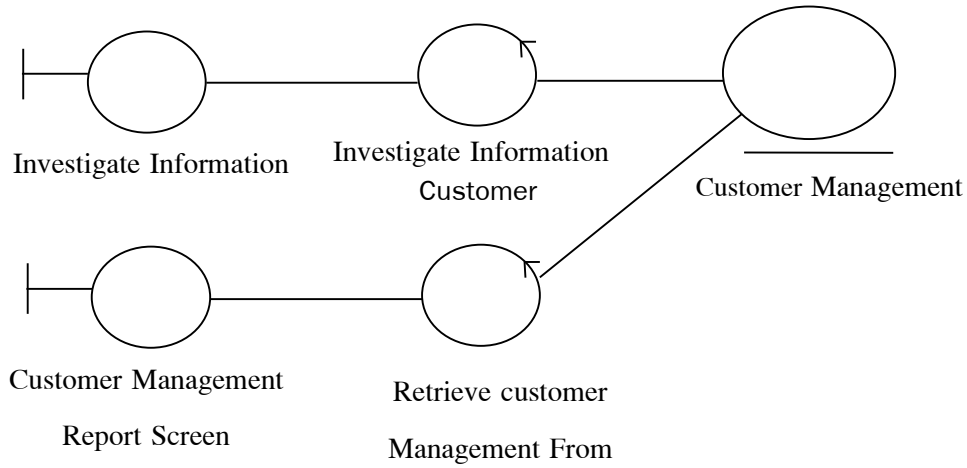 Investigate Information
Investigate Information
Customer
Customer Management
Customer Management
Report Screen
Retrieve customer
Management From